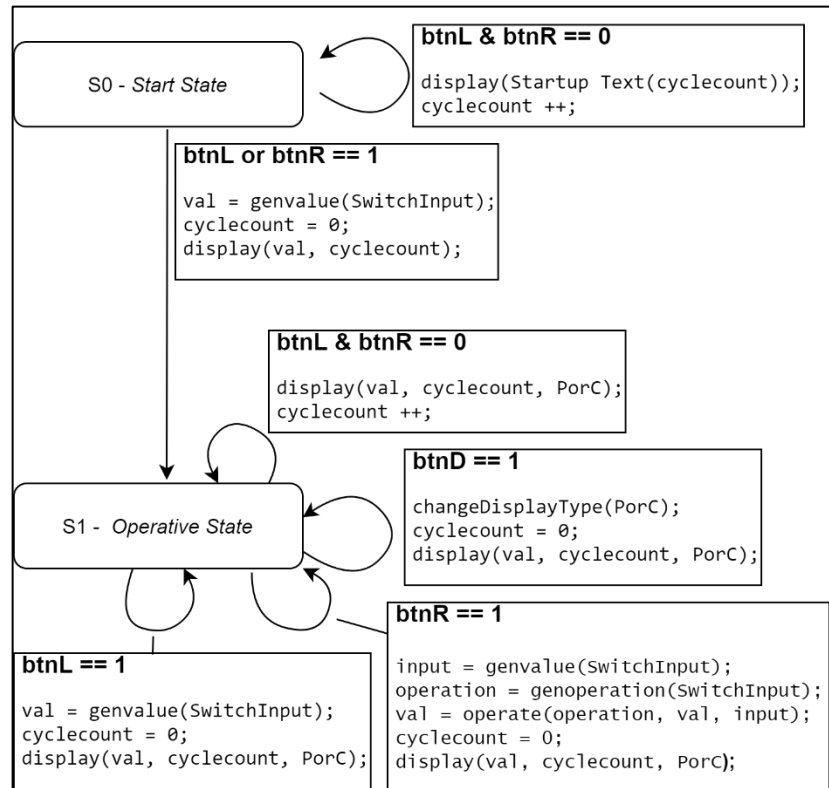 btnL & btnR == 0
display(Startup Text(cyclecount));
cyclecount ++;
S0 - Start State
btnL or btnR == 1
val = genvalue(SwitchInput);
cyclecount = 0;
display(val, cyclecount);
btnL & btnR == 0
display(val, cyclecount, PorC);
cyclecount ++;
btnD == 1
changeDisplayType(PorC);
cyclecount = 0;
display(val, cyclecount, PorC);
S1 - Operative State
btnL == 1
val = genvalue(SwitchInput);
cyclecount = 0;
display(val, cyclecount, PorC);
btnR == 1
input = genvalue(SwitchInput);
operation = genoperation(SwitchInput);
val = operate(operation, val, input);
cyclecount = 0;
display(val, cyclecount, PorC);